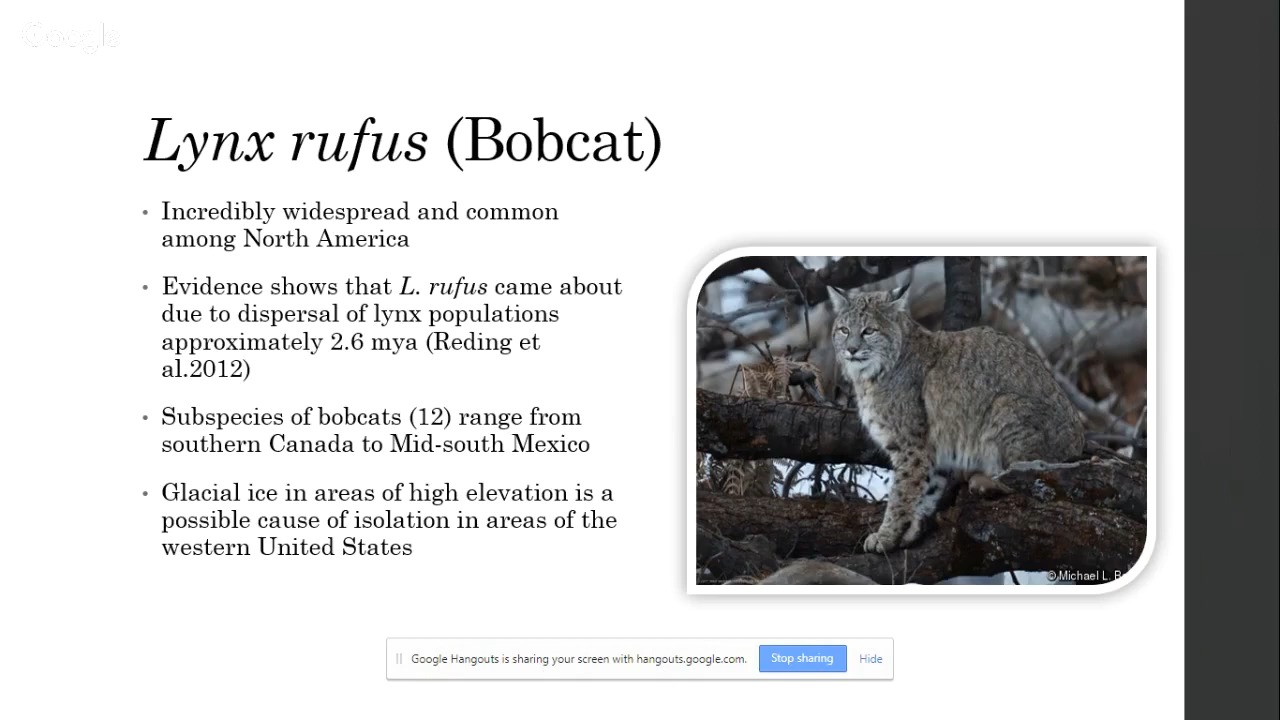 Google
Lynx rufus (Bobcat)
• Incredibly widespread and common
among North America
• Evidence shows that L. rufus came about
due to dispersal of lynx populations
approximately 2.6 mya (Reding et
al.2012)
• Subspecies of bobcats (12) range from
southern Canada to Mid-south Mexico
• Glacial ice in areas of high elevation is a
possible cause of isolation in areas of the
western United States
©Michael L. B
Google Hangouts is sharing your screen with hangouts.google.com. Stop sharing Hide